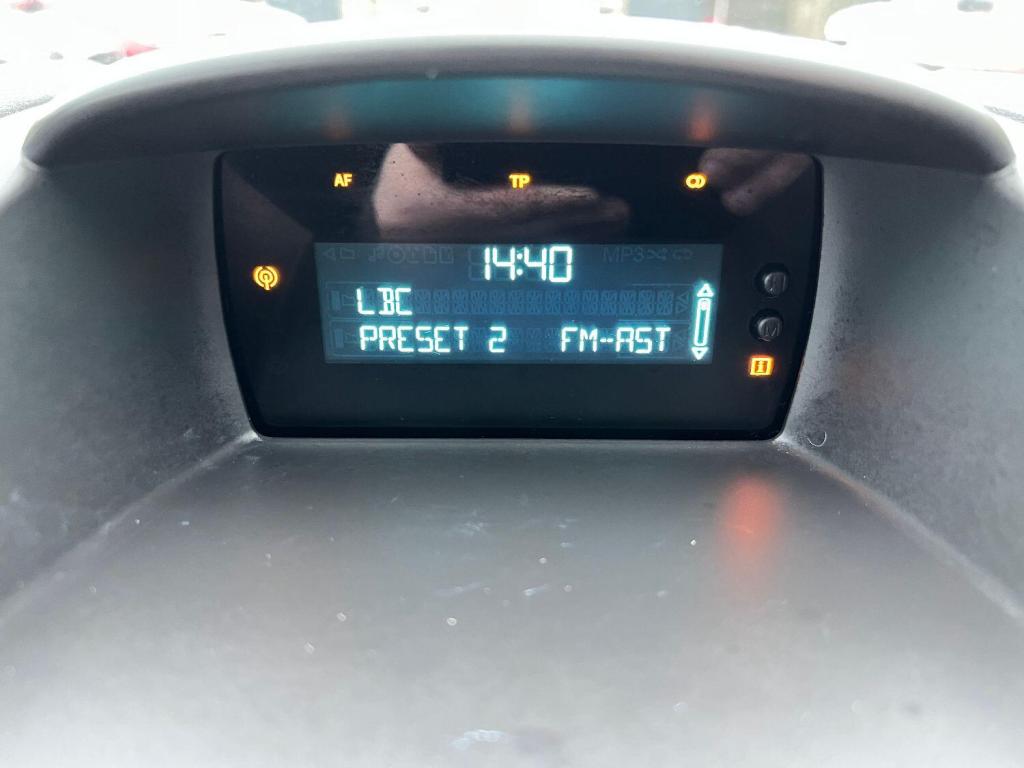 AF TP
MP3
14:40
LBC
PRESET 2 FM-AST
i